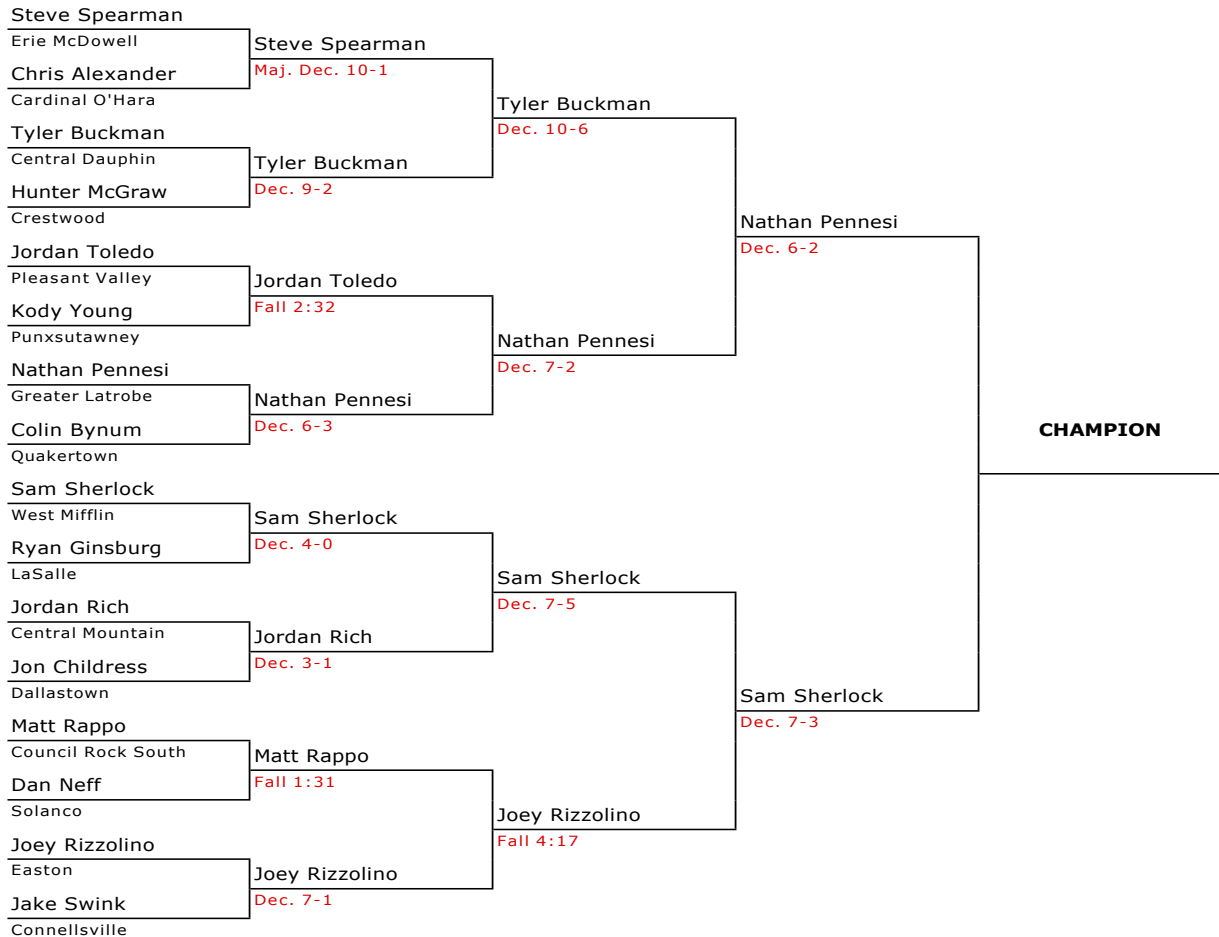 Steve Spearman
Erie McDowell
Chris Alexander
Cardinal O'Hara
Tyler Buckman
Central Dauphin
Hunter McGraw
Crestwood
Jordan Toledo
Pleasant Valley
Kody Young
Punxsutawney
Nathan Pennesi
Greater Latrobe
Colin Bynum
Quakertown
Sam Sherlock
West Mifflin
Ryan Ginsburg
LaSalle
Jordan Rich
Central Mountain
Jon Childress
Dallastown
Matt Rappo
Council Rock South
Dan Neff
Solanco
Joey Rizzolino
Easton
Jake Swink
Connellsville
Steve Spearman
Maj. Dec. 10-1
Tyler Buckman
Dec. 9-2
Jordan Toledo
Fall 2:32
Nathan Pennesi
Dec. 6-3
Sam Sherlock
Dec. 4-0
Jordan Rich
Dec. 3-1
Matt Rappo
Fall 1:31
Joey Rizzolino
Dec. 7-1
Tyler Buckman
Dec. 10-6
Nathan Pennesi
Dec. 7-2
Sam Sherlock
Dec. 7-5
Joey Rizzolino
Fall 4:17
Nathan Pennesi
Dec. 6-2
Sam Sherlock
Dec. 7-3
CHAMPION